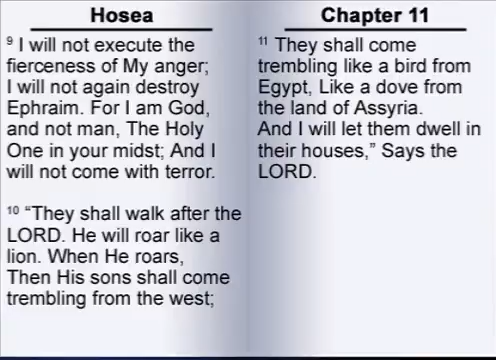 Hosea
⁹ I will not execute the
fierceness of My anger;
I will not again destroy
Ephraim. For I am God,
and not man, The Holy
One in your midst; And I
will not come with terror.
¹⁰ “They shall walk after the
LORD. He will roar like a
lion. When He roars,
Then His sons shall come
trembling from the west;
Chapter 11
¹¹ They shall come
trembling like a bird from
Egypt, Like a dove from
the land of Assyria.
And I will let them dwell in
their houses,” Says the
LORD.